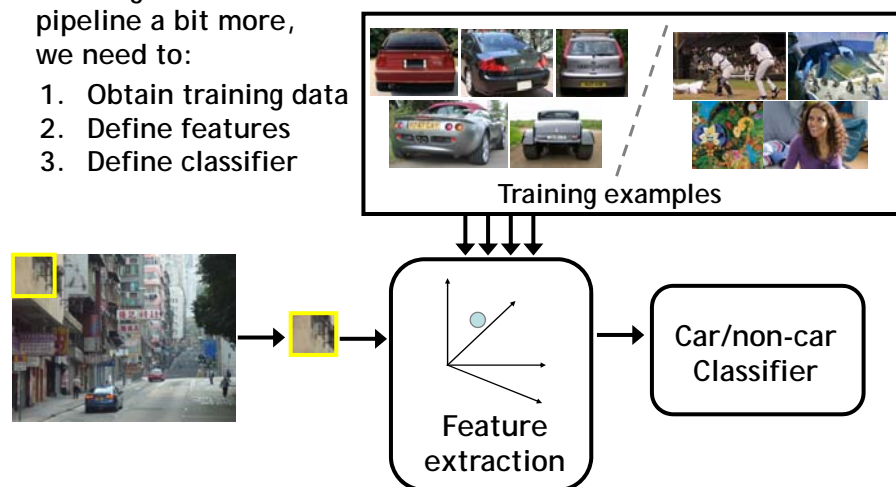 pipeline a bit more,
we need to:
1. Obtain training data
2. Define features
3. Define classifier
Training examples
Feature
extraction
Car/non-car
Classifier